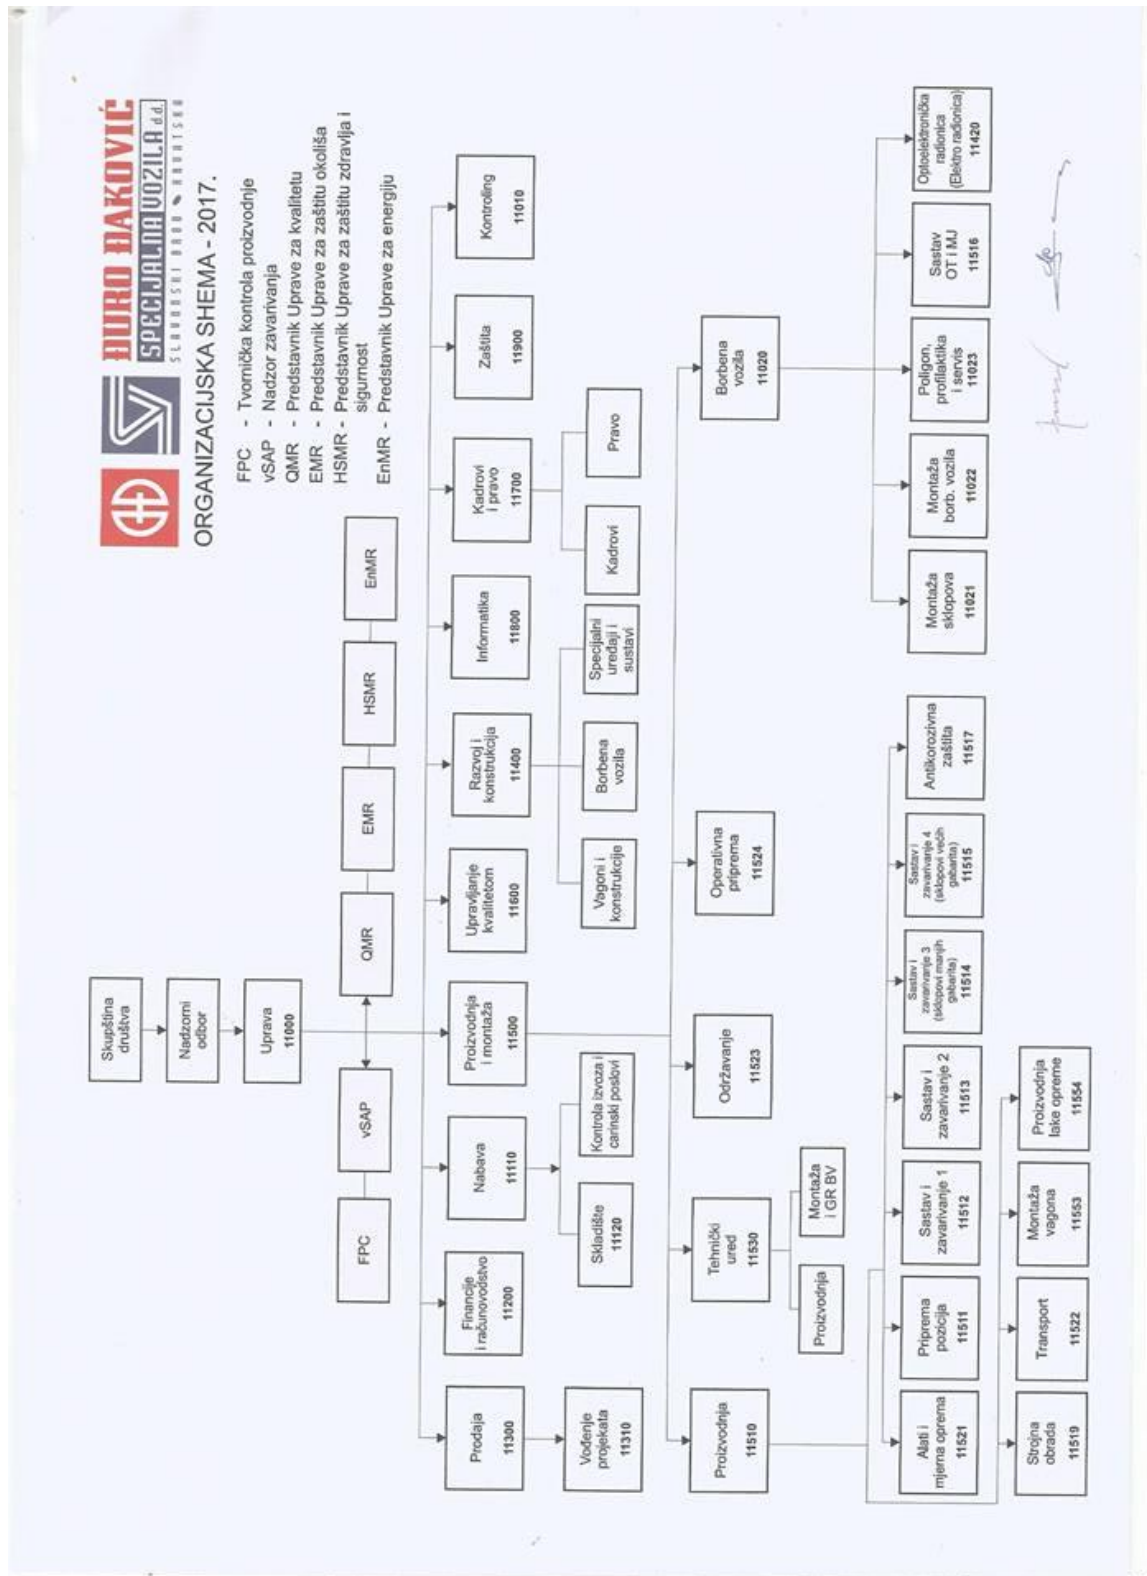 ĐURO ĐAKOVIĆ
SPECIJALNA VOZILA d.d.
SLAVONSKI BROD HRVATSKA
ORGANIZACIJSKA SHEMA - 2017.
FPC - Tvornička kontrola proizvodnje
vSAP - Nadzor zavarivanja
QMR - Predstavnik Uprave za kvalitetu
EMR - Predstavnik Uprave za zaštitu okoliša
HSMR - Predstavnik Uprave za zaštitu zdravlja i
sigurnost
EnMR - Predstavnik Uprave za energiju
Skupština
društva
Nadzorni
odbor
Uprava
11000
FPC
vSAP
QMR
EMR
HSMR
EnMR
Prodaja
11300
Financije
i računovodstvo
11200
Nabava
11110
Proizvodnja
i montaža
11500
Upravljanje
kvalitetom
11600
Razvoj i
konstrukcija
11400
Informatika
11800
Kadrovi
i pravo
11700
Zaštita
11900
Kontroling
11010
Vođenje
projekata
11310
Skladište
11120
Kontrola izvoza i
carinski poslovi
Vagoni i
konstrukcije
Borbena
vozila
Specijalni
uređaji i
sustavi
Kadrovi
Pravo
Proizvodnja
11510
Tehnički
ured
11530
Održavanje
11523
Operativna
priprema
11524
Borbena
vozila
11020
Proizvodnja
Montaža
i GR BV
Alati i
mjerna oprema
11521
Priprema
pozicija
11511
Sastav i
zavarivanje 1
11512
Sastav i
zavarivanje 2
11513
Sastav i
zavarivanje 3
(sklopovi manjih
gabarita)
11514
Sastav i
zavarivanje 4
(sklopovi većih
gabarita)
11515
Antikorozivna
zaštita
11517
Montaža
sklopova
11021
Montaža
borb. vozila
11022
Poligon,
profilaktika
i servis
11023
Sastav
OT i MJ
11516
Optoelektronička
radionica
(Elektro radionica)
11420
Strojna
obrada
11519
Transport
11522
Montaža
vagona
11553
Proizvodnja
lake opreme
11554